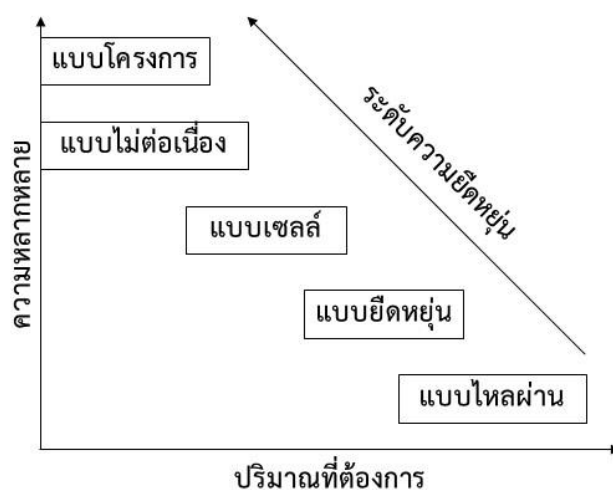 แบบโครงการ
แบบไม่ต่อเนื่อง
แบบเซลล์
แบบยืดหยุ่น
แบบไหลผ่าน
ระดับความยืดหยุ่น
ความหลากหลาย
ปริมาณที่ต้องการ